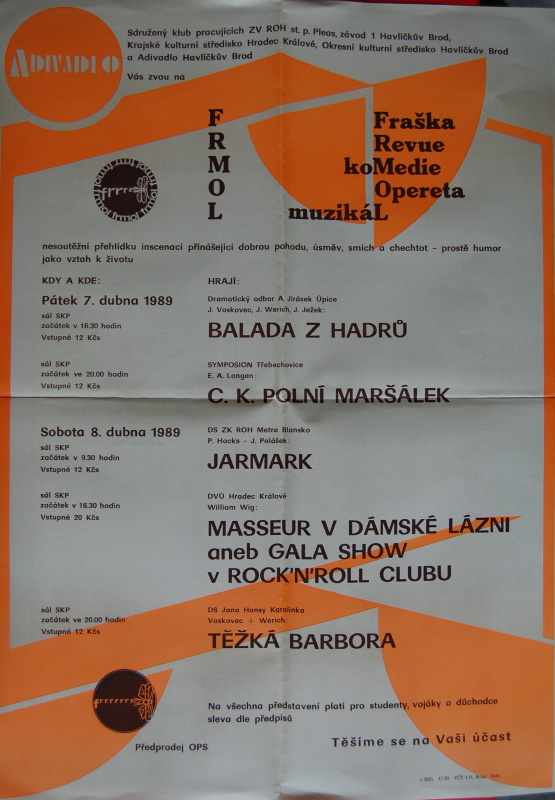 ADIVADLO
Sdružený klub pracujících ZV ROH st. p. Pleas, závod 1 Havlíčkův Brod,
Krajské kulturní středisko Hradec Králové, Okresní kulturní středisko Havlíčkův Brod
a Adivadlo Havlíčkův Brod
Vás zvou na
F Fraška
R Revue
M koMedie
O Opereta
L muzikáL
frrrr
nesoutěžní přehlídku inscenací přinášející dobrou pohodu, úsměv, smích a chechtot – prostě humor
jako vztah k životu
KDY A KDE: HRAJÍ:
Pátek 7. dubna 1989
sál SKP
začátek v 16.30 hodin
Vstupné 12 Kčs
Dramatický odbor A. Jirásek Úpice
J. Voskovec, J. Werich, J. Ježek:
BALADA Z HADRŮ
sál SKP
začátek ve 20.00 hodin
Vstupné 12 Kčs
SYMPOSION Třebechovice
E. A. Longen:
C. K. POLNÍ MARŠÁLEK
Sobota 8. dubna 1989
sál SKP
začátek v 9.30 hodin
Vstupné 12 Kčs
DS ZK ROH Metra Blansko
P. Hacks – J. Polášek:
JARMARK
sál SKP
začátek v 16.30 hodin
Vstupné 20 Kčs
DVÚ Hradec Králové
William Wig:
MASSEUR V DÁMSKÉ LÁZNI
aneb GALA SHOW
v ROCK'N'ROLL CLUBU
sál SKP
začátek ve 20.00 hodin
Vstupné 12 Kčs
DS Jana Honsy Karolinka
Voskovec + Werich:
TĚŽKÁ BARBORA
Na všechna představení platí pro studenty, vojáky a důchodce
sleva dle předpisů
Předprodej OPS
Těšíme se na Vaši účast